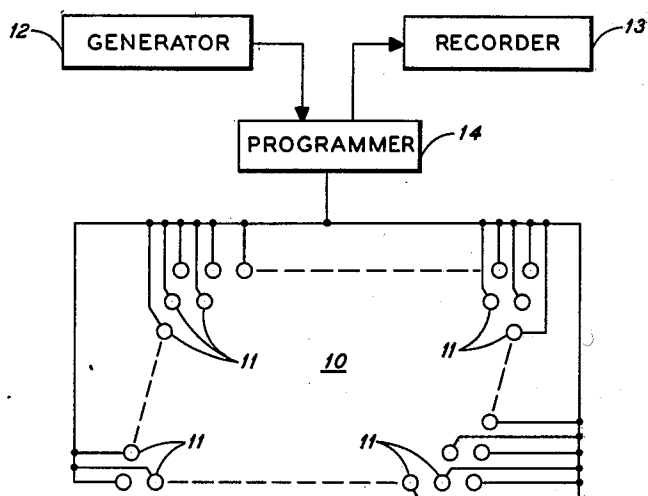 12 GENERATOR RECORDER 13
PROGRAMMER 14
11 10 11
11 11